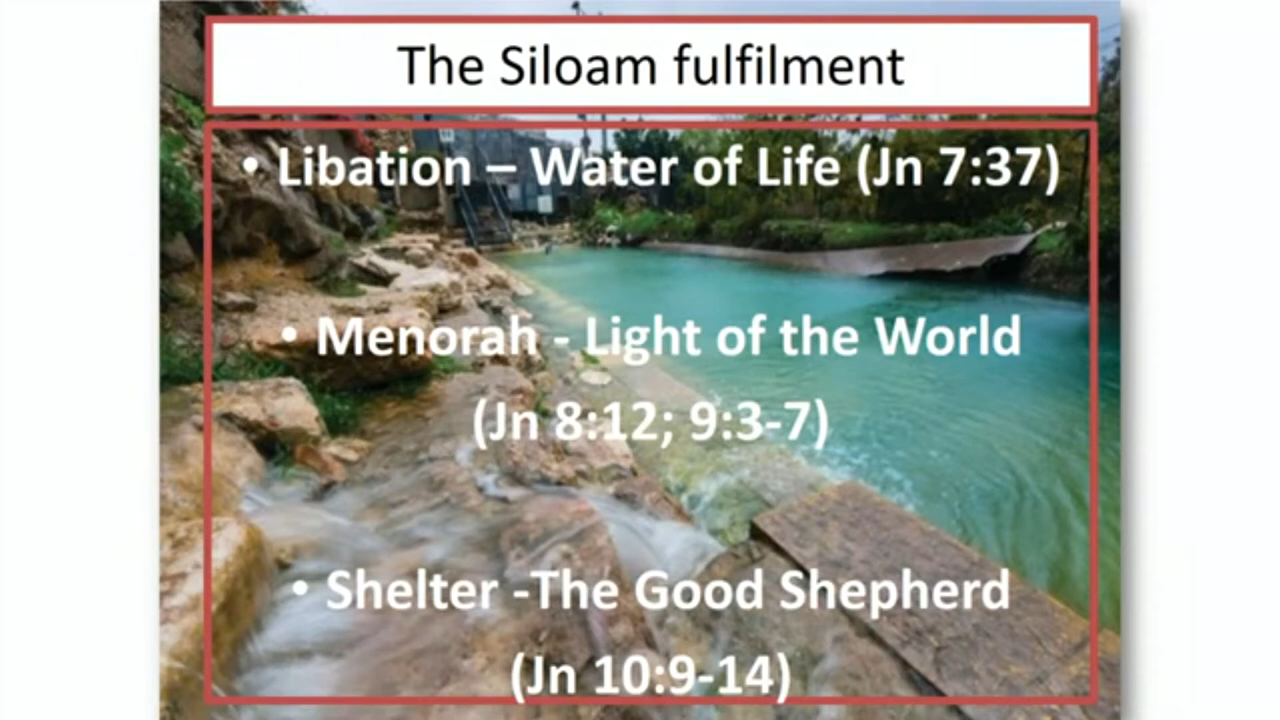 The Siloam fulfilment
• Libation – Water of Life (Jn 7:37)
• Menorah - Light of the World
(Jn 8:12; 9:3-7)
• Shelter -The Good Shepherd
(Jn 10:9-14)